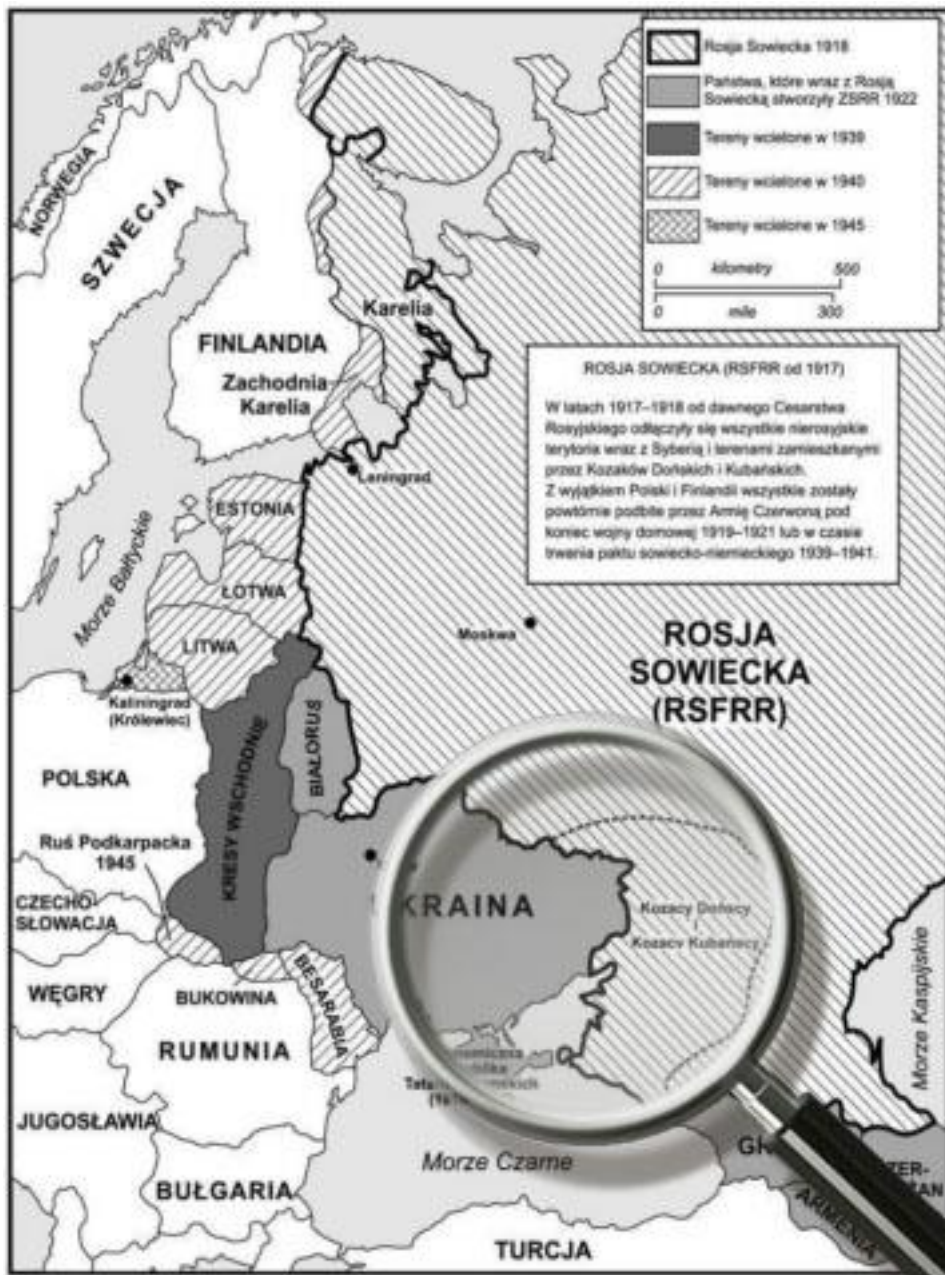 Rosja Sowiecka 1918
Państwa, które wraz z Rosją
Sowiecką stworzyły ZSRR 1922
Tereny wcielone w 1939
Tereny wcielone w 1940
Tereny wcielone w 1945
0 kilometry 500
0 mile 300
ROSJA SOWIECKA (RSFRR od 1917)
W latach 1917–1918 od dawnego Cesarstwa
Rosyjskiego odłączyły się wszystkie nierosyjskie
terytoria wraz z Syberią i terenami zamieszkanymi
przez Kozaków Dońskich i Kubańskich.
Z wyjątkiem Polski i Finlandii wszystkie zostały
powtórnie podbite przez Armię Czerwoną pod
koniec wojny domowej 1919–1921 lub w czasie
trwenia paktu sowiecko-niemieckiego 1939–1941.
NORWEGIA
SZWECJA
FINLANDIA
Karelia
Zachodnia
Karelia
Leningrad
ESTONIA
Morze Bałtyckie
ŁOTWA
LITWA
Moskwa
ROSJA
SOWIECKA
(RSFRR)
Kaliningrad
(Królewiec)
BIAŁORUŚ
KRESY WSCHODNIE
POLSKA
Ruś Podkarpacka
1945
KRAINA
Kozacy Dońscy
i
Kozacy Kubańscy
CZECHO-
SŁOWACJA
WĘGRY
BUKOWINA
BESARABIA
RUMUNIA
Morze Kaspijskie
JUGOSŁAWIA
Morze Czarne
BUŁGARIA
ARMENIA
TURCJA